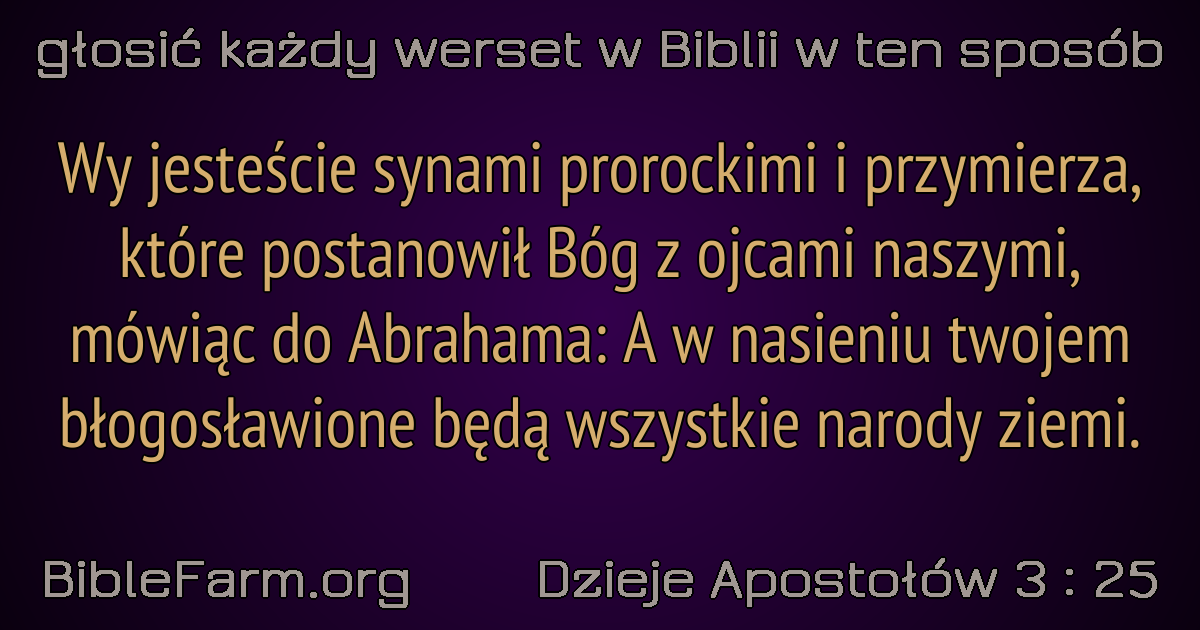 głosić każdy werset w Biblii w ten sposób
Wy jesteście synami prorockimi i przymierza,
które postanowił Bóg z ojcami naszymi,
mówiąc do Abrahama: A w nasieniu twojem
błogosławione będą wszystkie narody ziemi.
BibleFarm.org
Dzieje Apostołów 3 : 25